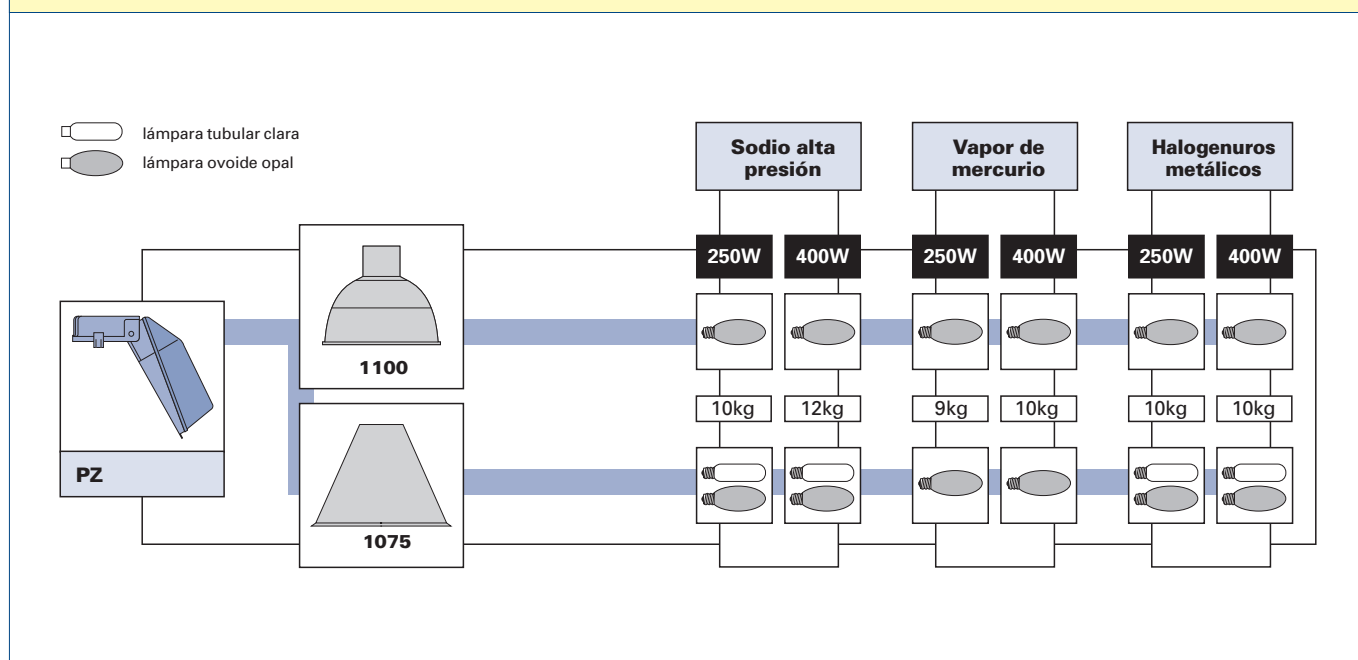 lámpara tubular clara
lámpara ovoide opal
Sodio alta
presión
Vapor de
mercurio
Halogenuros
metálicos
250W 400W 250W 400W 250W 400W
1100
10kg 12kg 9kg 10kg 10kg 10kg
PZ
1075